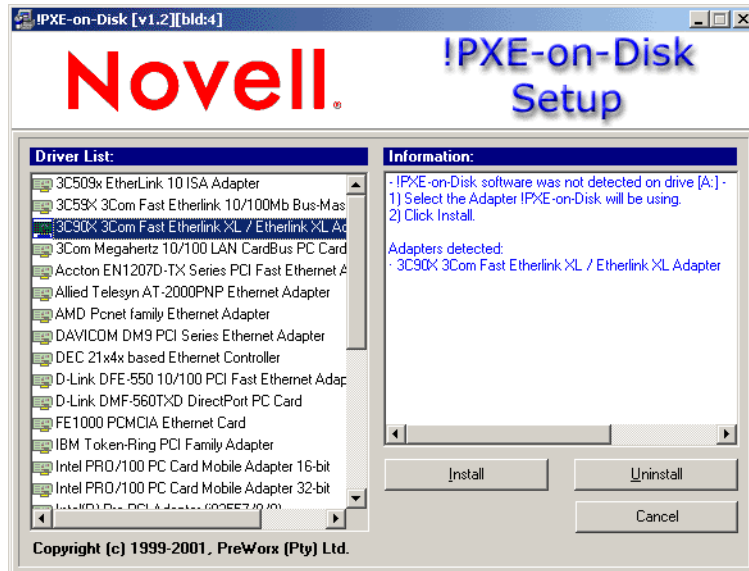 !PXE-on-Disk [v1.2][bld:4]
Novell®
!PXE-on-Disk
Setup
Driver List:
3C509x EtherLink 10 ISA Adapter
3C59X 3Com Fast Etherlink 10/100Mb Bus-Mas
3C90X 3Com Fast Etherlink XL / Etherlink XL Ad
3Com Megahertz 10/100 LAN CardBus PC Card
Accton EN1207D-TX Series PCI Fast Ethernet A
Allied Telesyn AT-2000PNP Ethernet Adapter
AMD Pcnet family Ethernet Adapter
DAVICOM DM9 PCI Series Ethernet Adapter
DEC 21x4x based Ethernet Controller
D-Link DFE-550 10/100 PCI Fast Ethernet Adap
D-Link DMF-560TXD DirectPort PC Card
FE1000 PCMCIA Ethernet Card
IBM Token-Ring PCI Family Adapter
Intel PRO/100 PC Card Mobile Adapter 16-bit
Intel PRO/100 PC Card Mobile Adapter 32-bit
Information:
- !PXE-on-Disk software was not detected on drive [A:] -
1) Select the Adapter !PXE-on-Disk will be using.
2) Click Install.
Adapters detected:
- 3C90X 3Com Fast Etherlink XL / Etherlink XL Adapter
Install
Uninstall
Cancel
Copyright (c) 1999-2001, PreWorx (Pty) Ltd.